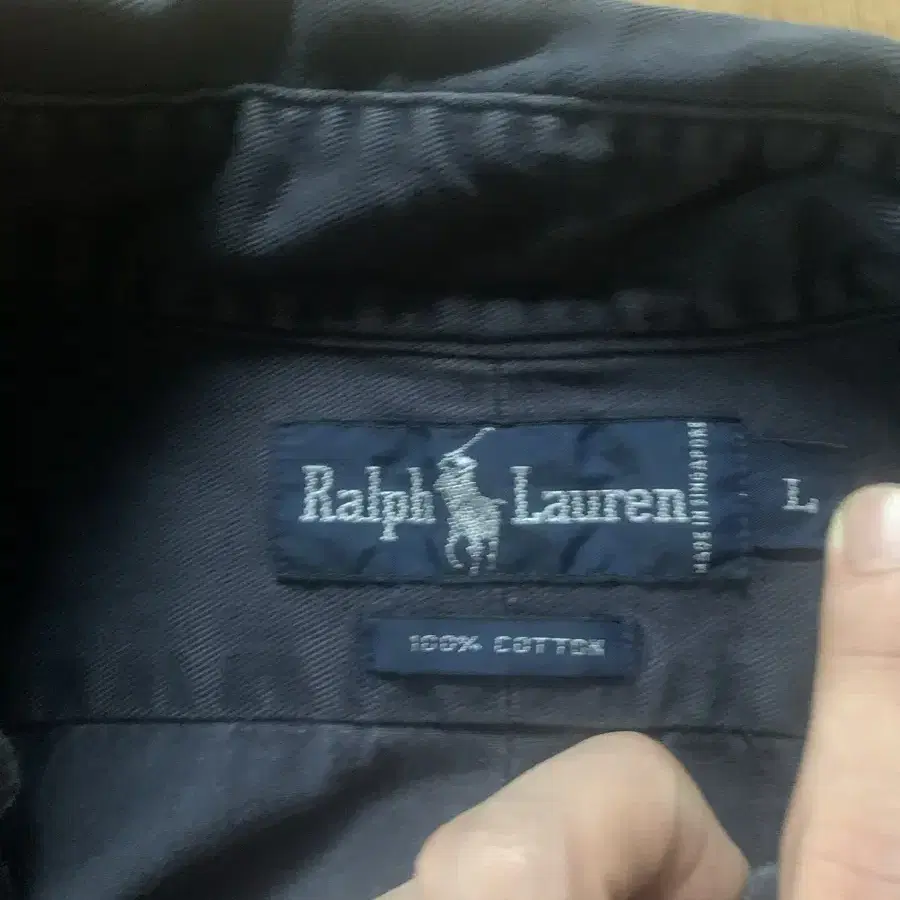 Ralph Lauren
MADE IN SINGAPORE
L
100% COTTON